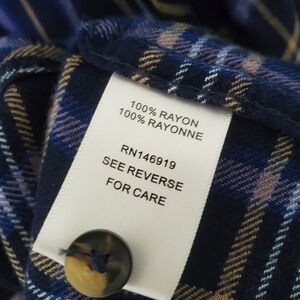 100% RAYON
100% RAYONNE
RN146919
SEE REVERSE
FOR CARE